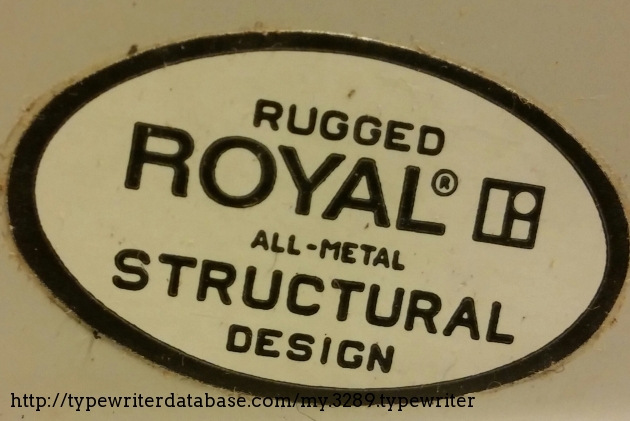 RUGGED
ROYAL®
ALL-METAL
STRUCTURAL
DESIGN
http://typewriterdatabase.com/my.3289.typewriter